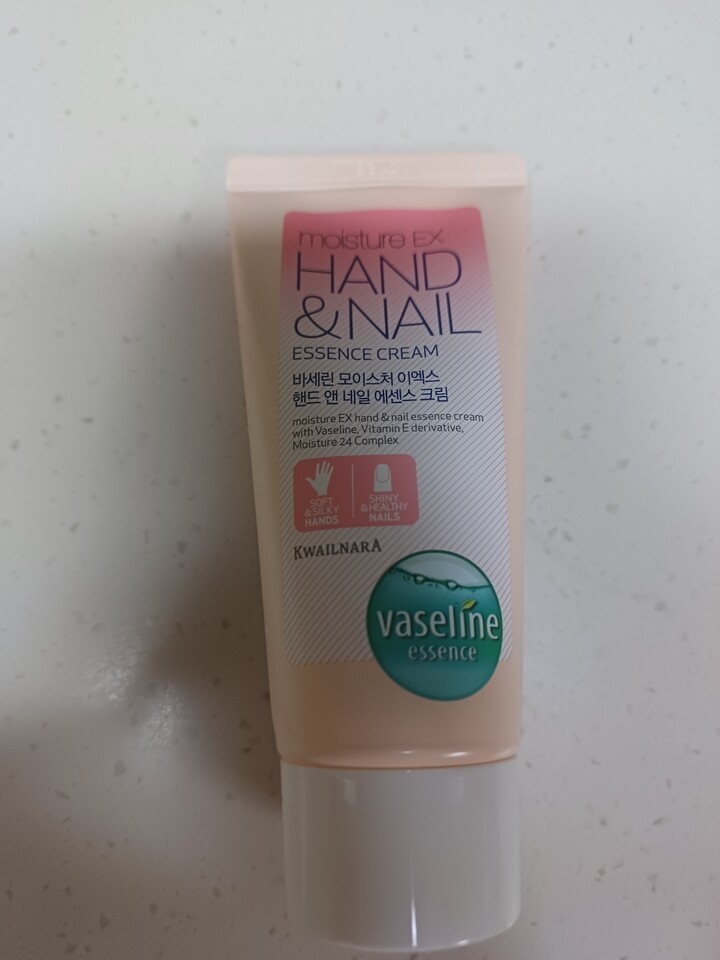 moisture EX
HAND
&NAIL
ESSENCE CREAM
바세린 모이스처 이엑스
핸드 앤 네일 에센스 크림
moisture EX hand & nail essence cream
with Vaseline, Vitamin E derivative,
Moisture 24 Complex
SOFT
&SILKY
HANDS
SHINY
&HEALTHY
NAILS
KWAILNARA
vaseline
essence